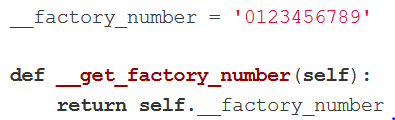 __factory_number = '0123456789'
def __get_factory_number(self):
    return self.__factory_number